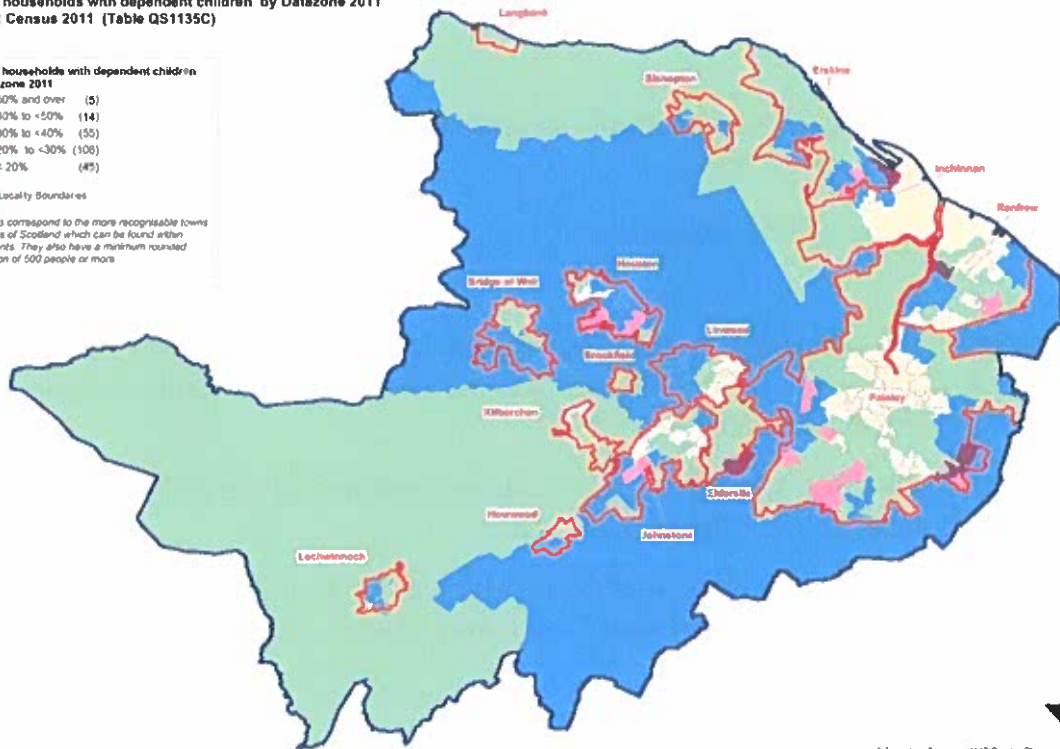 households with dependent children by Datazone 2011
Census 2011 (Table QS1135C)
households with dependent children
zone 2011
50% and over (5)
40% to <50% (14)
30% to <40% (55)
20% to <30% (106)
< 20% (45)
Locality Boundaries
s correspond to the more recognisable towns
s of Scotland which can be found within
nts. They also have a minimum rounded
on of 500 people or more
Langbank
Bishopton
Erskine
Inchinnan
Renfrew
Houston
Bridge of Weir
Linwood
Brookfield
Paisley
Kilbarchan
Elderslie
Howwood
Johnstone
Lochwinnoch